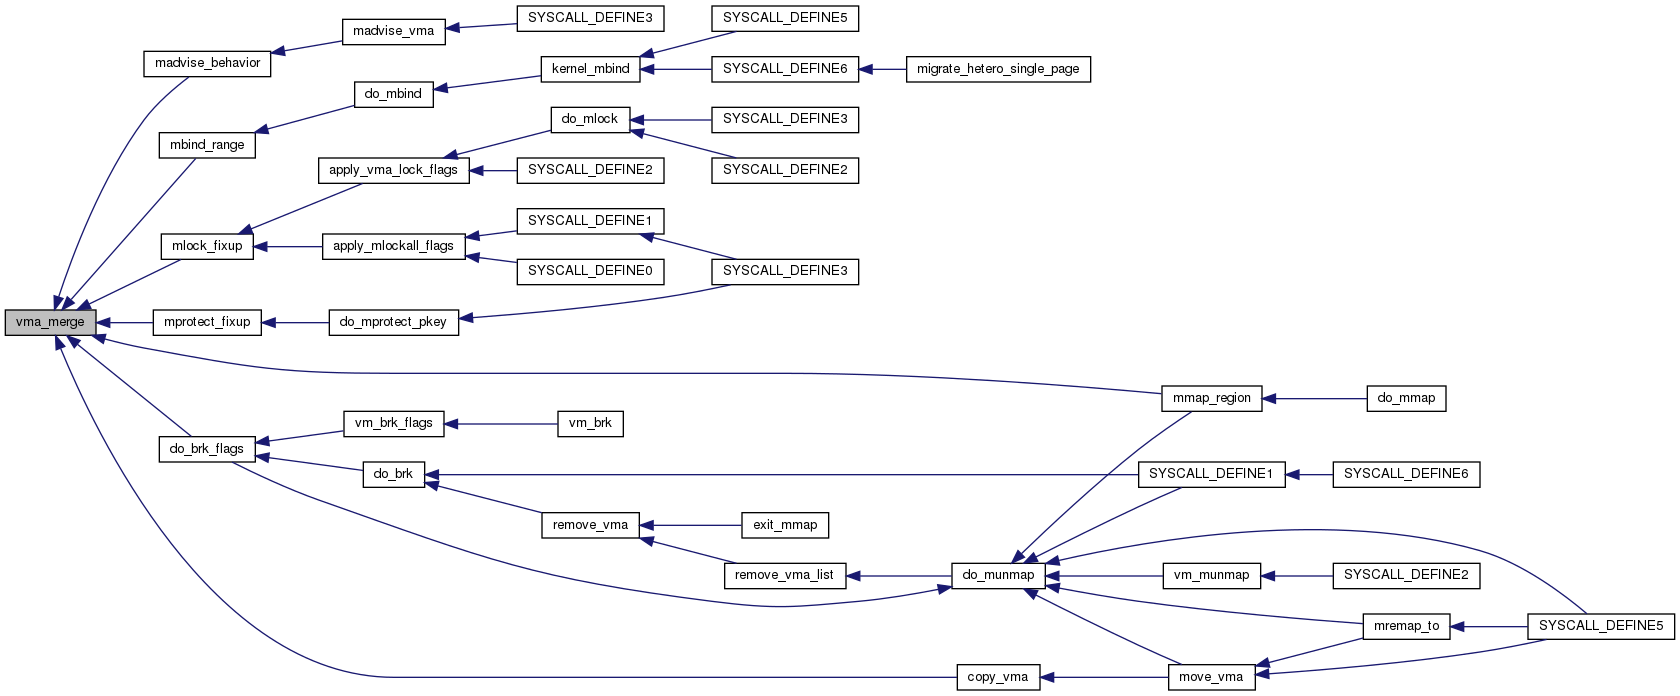 SYSCALL_DEFINE3
SYSCALL_DEFINE5
madvise_vma
madvise_behavior
kernel_mbind
SYSCALL_DEFINE6
migrate_hetero_single_page
do_mbind
do_mlock
SYSCALL_DEFINE3
mbind_range
apply_vma_lock_flags
SYSCALL_DEFINE2
SYSCALL_DEFINE2
SYSCALL_DEFINE1
mlock_fixup
apply_mlockall_flags
SYSCALL_DEFINE0
SYSCALL_DEFINE3
vma_merge
mprotect_fixup
do_mprotect_pkey
mmap_region
do_mmap
vm_brk_flags
vm_brk
do_brk_flags
do_brk
SYSCALL_DEFINE1
SYSCALL_DEFINE6
remove_vma
exit_mmap
remove_vma_list
do_munmap
vm_munmap
SYSCALL_DEFINE2
mremap_to
SYSCALL_DEFINE5
copy_vma
move_vma